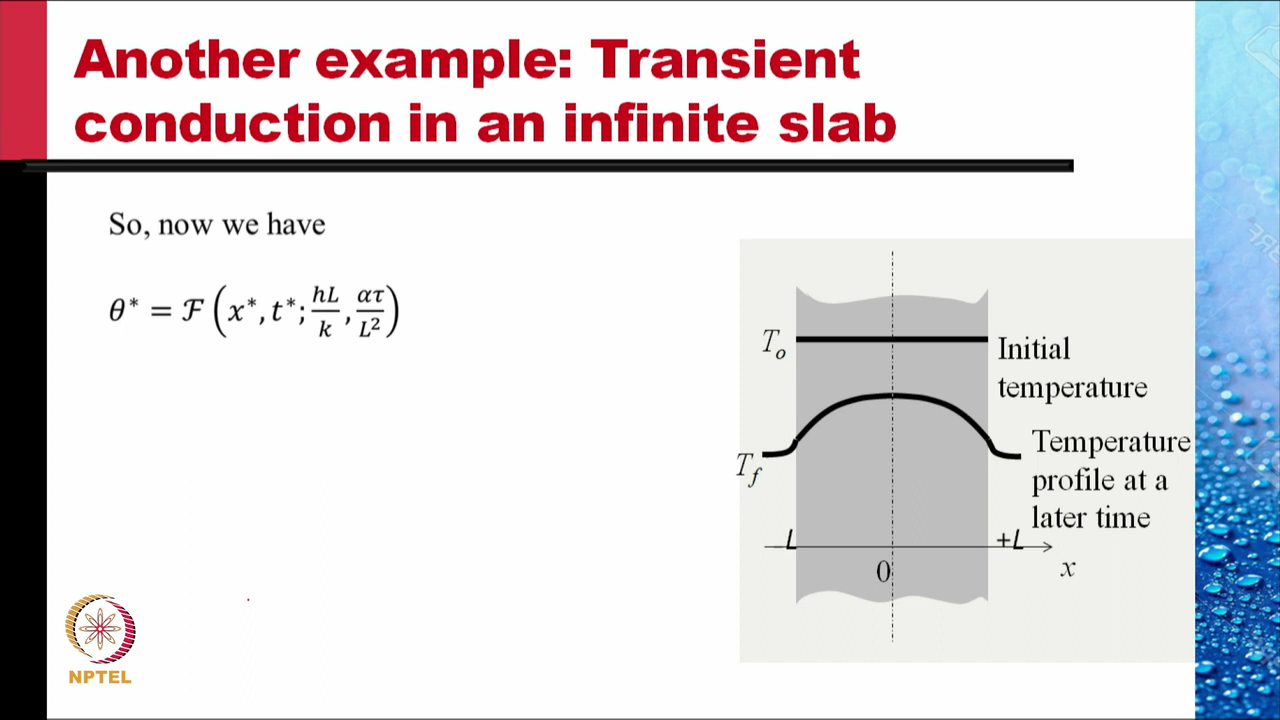 Another example: Transient
conduction in an infinite slab
So, now we have
θ* = ℱ(x*, t*; hL/k, ατ/L²)
T_o
Initial
temperature
T_f
Temperature
profile at a
later time
-L
+L
0
x
NPTEL